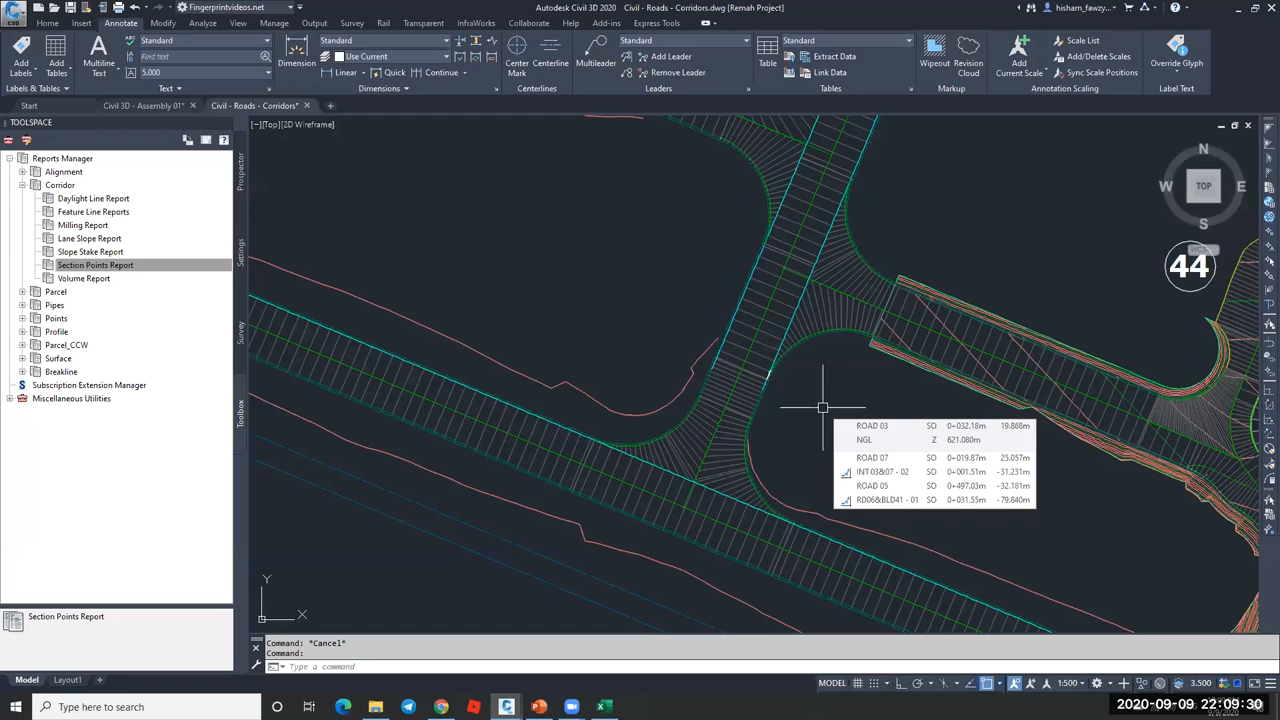 Fingerprintvideos.net
Autodesk Civil 3D 2020 Civil - Roads - Corridors.dwg [Remah Project]
hisham_fawzy...
Home Insert Annotate Modify Analyze View Manage Output Survey Rail Transparent InfraWorks Collaborate Help Add-ins Express Tools
Add Labels
Add Tables
Labels & Tables
Multiline Text
Standard
Find text
5.000
Text
Dimension
Standard
Use Current
Linear Quick Continue
Dimensions
Center Mark
Centerline
Centerlines
Multileader
Standard
Add Leader
Remove Leader
Leaders
Table
Standard
Extract Data
Link Data
Tables
Wipeout
Revision Cloud
Markup
Add Current Scale
Scale List
Add/Delete Scales
Sync Scale Positions
Annotation Scaling
Override Glyph
Label Text
Start Civil 3D - Assembly 01* Civil - Roads - Corridors*
TOOLSPACE
Reports Manager
Alignment
Corridor
Daylight Line Report
Feature Line Reports
Milling Report
Lane Slope Report
Slope Stake Report
Section Points Report
Volume Report
Parcel
Pipes
Points
Profile
Parcel_CCW
Surface
Breakline
Subscription Extension Manager
Miscellaneous Utilities
Section Points Report
Prospector
Settings
Survey
Toolbox
[−][Top][2D Wireframe]
N
W TOP E
S
44
ROAD 03 SO 0+032.18m 19.868m
NGL Z 621.080m
ROAD 07 SO 0+019.87m 25.057m
INT 03&07 - 02 SO 0+001.51m -31.231m
ROAD 05 SO 0+497.03m -32.181m
RD06&BLD41 - 01 SO 0+031.55m -79.840m
Y
X
Command: *Cancel*
Command:
Type a command
Model Layout1
MODEL 1:500 3.500
Type here to search
2020-09-09 22:09:30